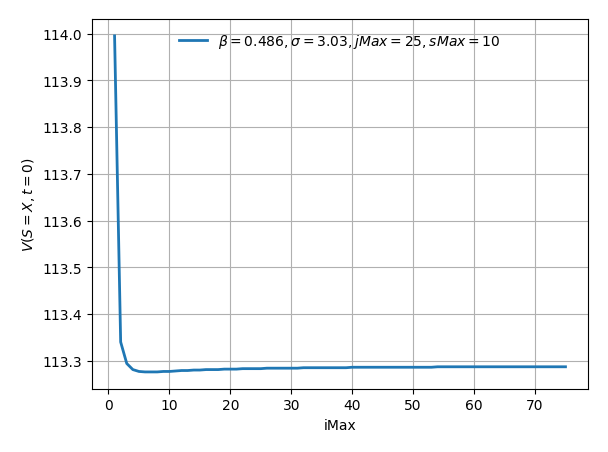 β = 0.486, σ = 3.03, jMax = 25, sMax = 10
V(S = X, t = 0)
114.0
113.9
113.8
113.7
113.6
113.5
113.4
113.3
0 10 20 30 40 50 60 70
iMax